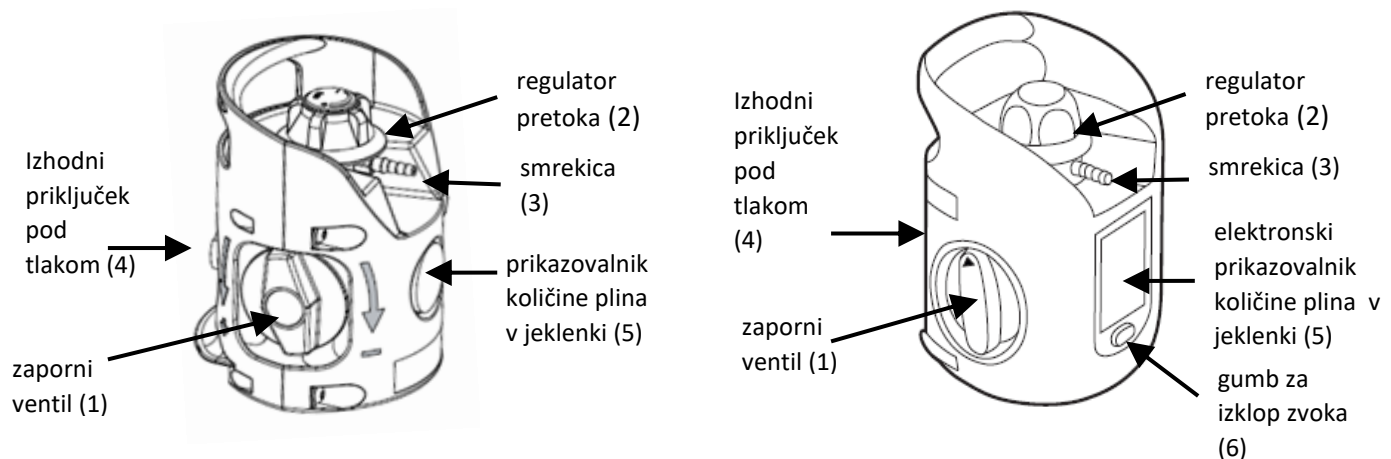 regulator
pretoka (2)
smrekica
(3)
prikazovalnik
količine plina
v jeklenki (5)
Izhodni
priključek
pod
tlakom (4)
zaporni
ventil (1)
regulator
pretoka (2)
smrekica (3)
elektronski
prikazovalnik
količine plina v
jeklenki (5)
gumb za
izklop zvoka
(6)
Izhodni
priključek
pod
tlakom
(4)
zaporni
ventil (1)